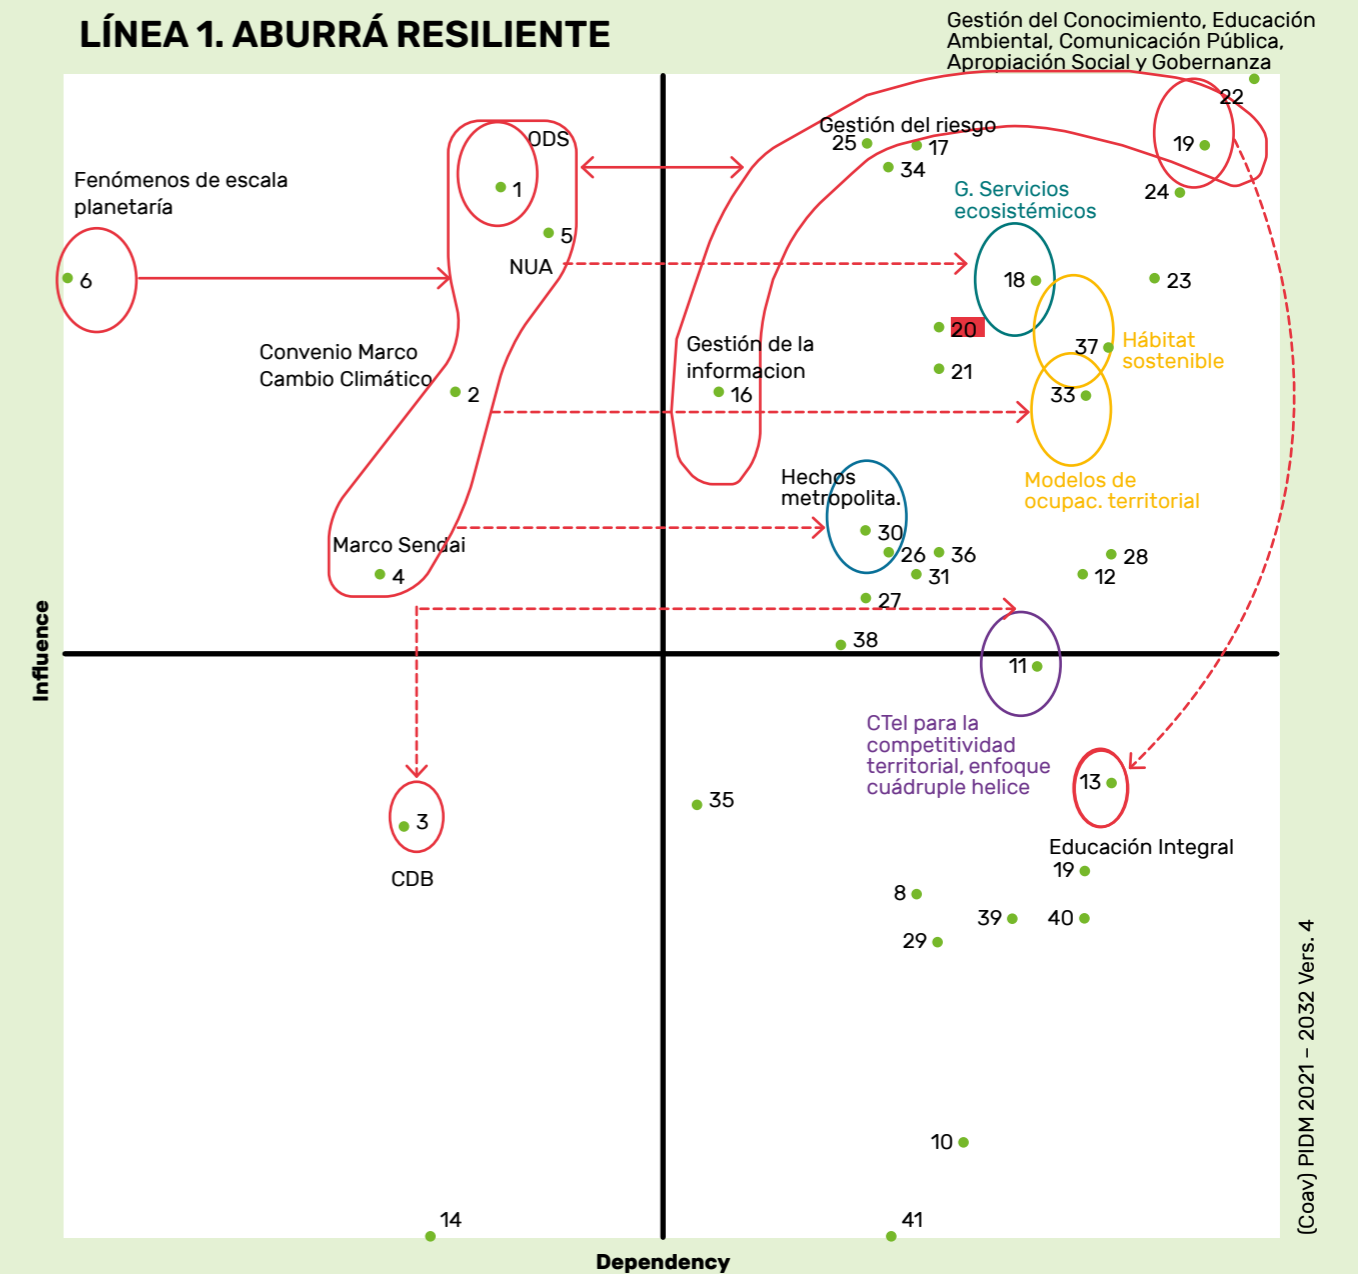 LÍNEA 1. ABURRÁ RESILIENTE
Gestión del Conocimiento, Educación
Ambiental, Comunicación Pública,
Apropiación Social y Gobernanza
22
ODS
Gestión del riesgo
25
17
19
34
Fenómenos de escala
planetaría
1
G. Servicios
ecosistémicos
24
5
NUA
6
18
23
20
Convenio Marco
Cambio Climático
2
Gestión de la
informacion
16
21
37
Hábitat
sostenible
33
Hechos
metropolita.
Modelos de
ocupac. territorial
30
26
36
28
Marco Sendai
4
31
12
27
38
Influence
11
CTeI para la
competitividad
territorial, enfoque
cuádruple helice
13
35
3
CDB
Educación Integral
19
8
39
40
29
10
14
41
Dependency
(Coav) PIDM 2021 – 2032 Vers. 4